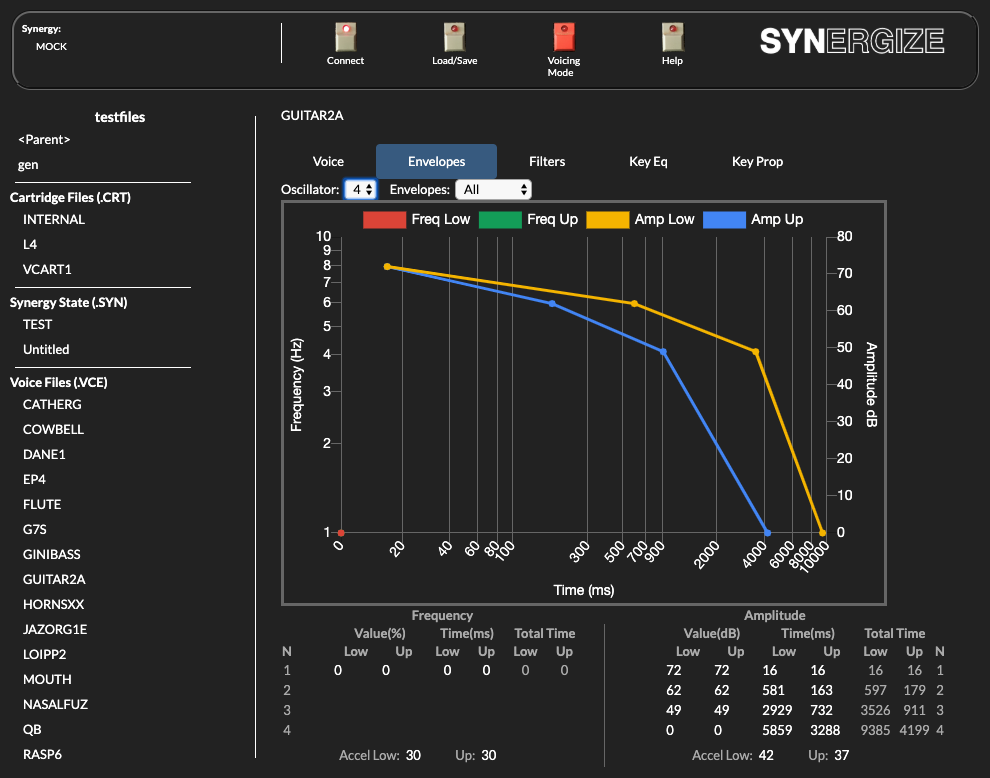 Synergy:
MOCK
Connect
Load/Save
Voicing
Mode
Help
SYNERGIZE
testfiles
<Parent>
gen
Cartridge Files (.CRT)
INTERNAL
L4
VCART1
Synergy State (.SYN)
TEST
Untitled
Voice Files (.VCE)
CATHERG
COWBELL
DANE1
EP4
FLUTE
G7S
GINIBASS
GUITAR2A
HORNSXX
JAZORG1E
LOIPP2
MOUTH
NASALFUZ
QB
RASP6
GUITAR2A
Voice Envelopes Filters Key Eq Key Prop
Oscillator: 4 Envelopes: All
Freq Low Freq Up Amp Low Amp Up
10
9
8
7
6
5
4
3
2
1
Frequency (Hz)
80
70
60
50
40
30
20
10
0
Amplitude dB
0 20 40 60 80 100 300 500 700 900 2000 4000 6000 8000 10000
Time (ms)
Frequency Amplitude
Value(%) Time(ms) Total Time Value(dB) Time(ms) Total Time
N Low Up Low Up Low Up Low Up Low Up Low Up N
1 0 0 0 0 0 0 72 72 16 16 16 16 1
2 62 62 581 163 597 179 2
3 49 49 2929 732 3526 911 3
4 0 0 5859 3288 9385 4199 4
Accel Low: 30 Up: 30 Accel Low: 42 Up: 37